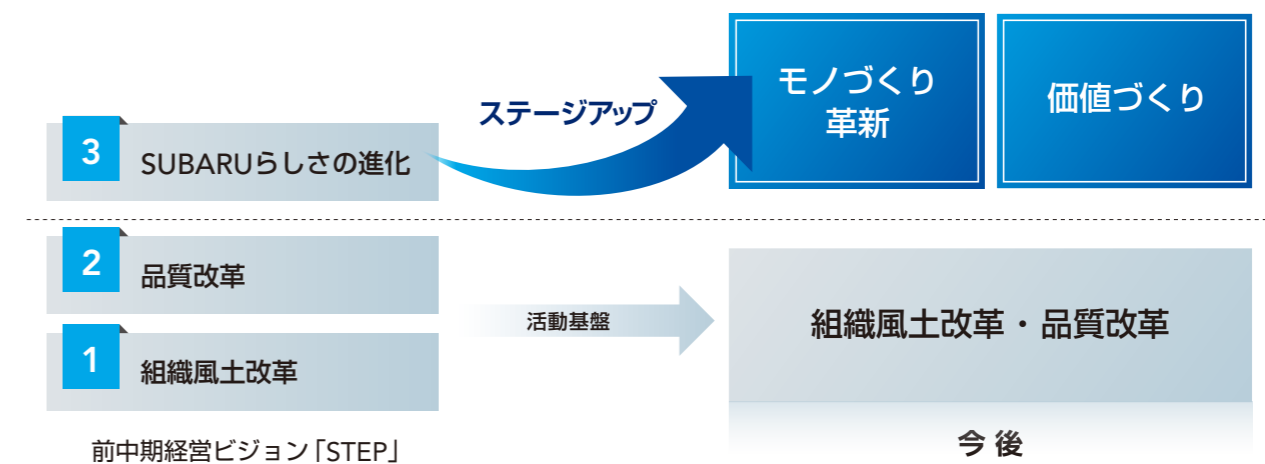 モノづくり
革新
価値づくり
ステージアップ
3
SUBARUらしさの進化
2
品質改革
1
組織風土改革
活動基盤
組織風土改革・品質改革
前中期経営ビジョン「STEP」
今後